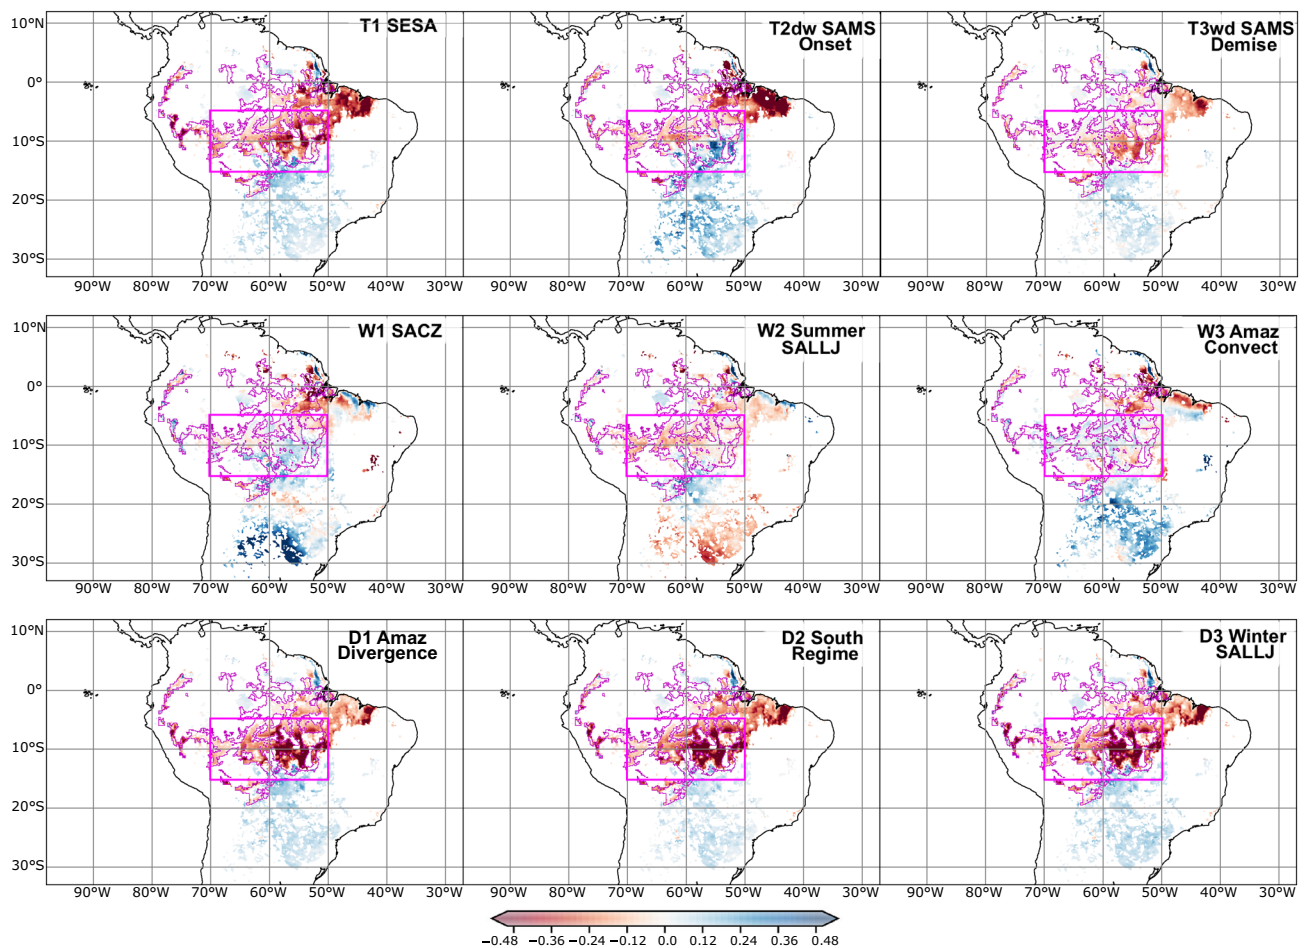 T1 SESA
T2dw SAMS
Onset
T3wd SAMS
Demise
10°N
0°
10°S
20°S
30°S
90°W 80°W 70°W 60°W 50°W 40°W 30°W 90°W 80°W 70°W 60°W 50°W 40°W 30°W 90°W 80°W 70°W 60°W 50°W 40°W 30°W
W1 SACZ
W2 Summer
SALLJ
W3 Amaz
Convect
10°N
0°
10°S
20°S
30°S
90°W 80°W 70°W 60°W 50°W 40°W 30°W 90°W 80°W 70°W 60°W 50°W 40°W 30°W 90°W 80°W 70°W 60°W 50°W 40°W 30°W
D1 Amaz
Divergence
D2 South
Regime
D3 Winter
SALLJ
10°N
0°
10°S
20°S
30°S
90°W 80°W 70°W 60°W 50°W 40°W 30°W 90°W 80°W 70°W 60°W 50°W 40°W 30°W 90°W 80°W 70°W 60°W 50°W 40°W 30°W
−0.48 −0.36 −0.24 −0.12 0.0 0.12 0.24 0.36 0.48